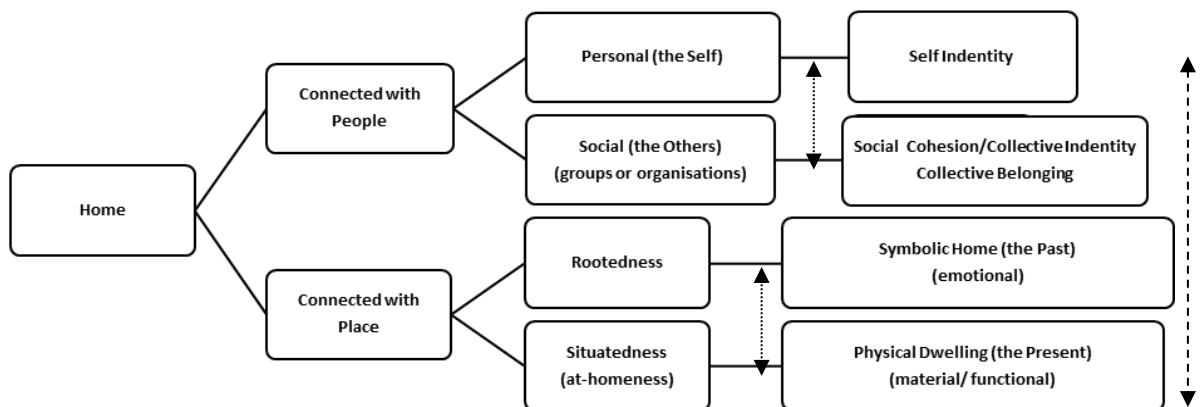 Home
Connected with
People
Personal (the Self)
Self Indentity
Social (the Others)
(groups or organisations)
Social Cohesion/Collective Indentity
Collective Belonging
Connected with
Place
Rootedness
Symbolic Home (the Past)
(emotional)
Situatedness
(at-homeness)
Physical Dwelling (the Present)
(material/ functional)